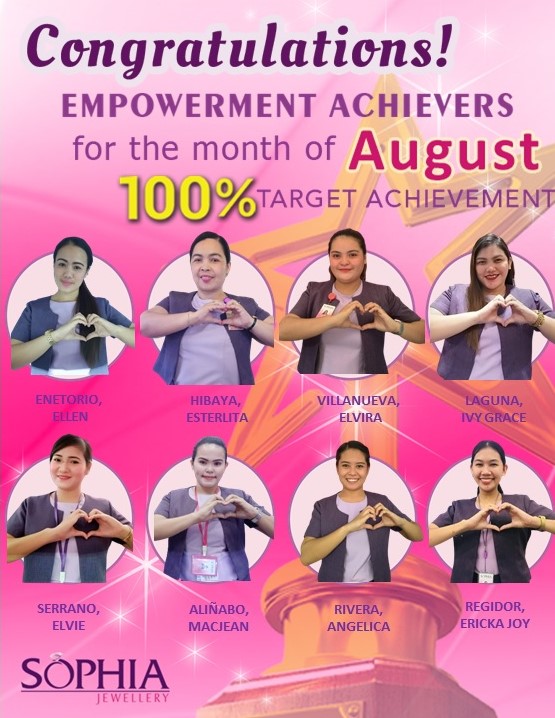 Congratulations!
EMPOWERMENT ACHIEVERS
for the month of August
100% TARGET ACHIEVEMENT
ENETORIO,
ELLEN
HIBAYA,
ESTERLITA
VILLANUEVA,
ELVIRA
LAGUNA,
IVY GRACE
SERRANO,
ELVIE
ALIÑABO,
MACJEAN
RIVERA,
ANGELICA
REGIDOR,
ERICKA JOY
SOPHIA
JEWELLERY